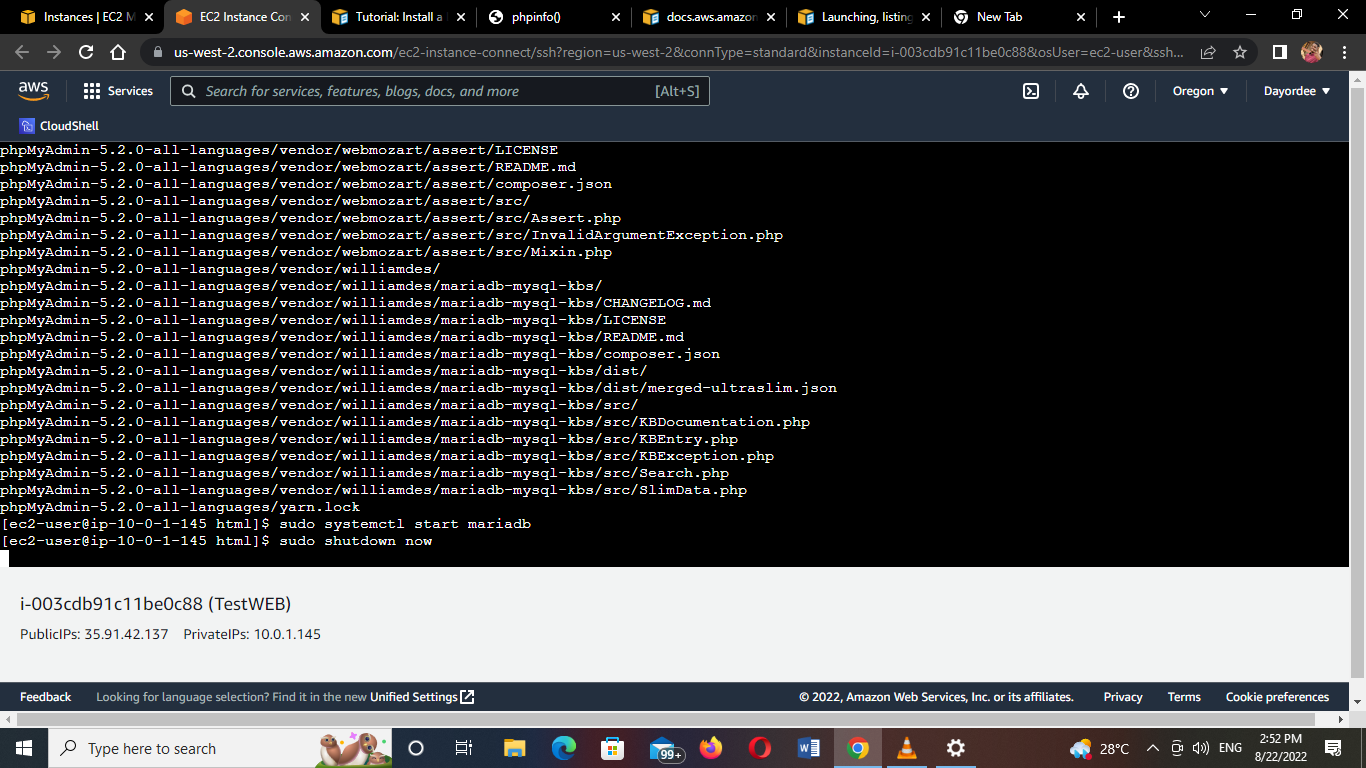 Instances | EC2 M
EC2 Instance Con
Tutorial: Install a
phpinfo()
docs.aws.amazon
Launching, listing
New Tab
us-west-2.console.aws.amazon.com/ec2-instance-connect/ssh?region=us-west-2&connType=standard&instanceId=i-003cdb91c11be0c88&osUser=ec2-user&ssh...
aws
Services
Search for services, features, blogs, docs, and more
[Alt+S]
Oregon
Dayordee
CloudShell
phpMyAdmin-5.2.0-all-languages/vendor/webmozart/assert/LICENSE
phpMyAdmin-5.2.0-all-languages/vendor/webmozart/assert/README.md
phpMyAdmin-5.2.0-all-languages/vendor/webmozart/assert/composer.json
phpMyAdmin-5.2.0-all-languages/vendor/webmozart/assert/src/
phpMyAdmin-5.2.0-all-languages/vendor/webmozart/assert/src/Assert.php
phpMyAdmin-5.2.0-all-languages/vendor/webmozart/assert/src/InvalidArgumentException.php
phpMyAdmin-5.2.0-all-languages/vendor/webmozart/assert/src/Mixin.php
phpMyAdmin-5.2.0-all-languages/vendor/williamdes/
phpMyAdmin-5.2.0-all-languages/vendor/williamdes/mariadb-mysql-kbs/
phpMyAdmin-5.2.0-all-languages/vendor/williamdes/mariadb-mysql-kbs/CHANGELOG.md
phpMyAdmin-5.2.0-all-languages/vendor/williamdes/mariadb-mysql-kbs/LICENSE
phpMyAdmin-5.2.0-all-languages/vendor/williamdes/mariadb-mysql-kbs/README.md
phpMyAdmin-5.2.0-all-languages/vendor/williamdes/mariadb-mysql-kbs/composer.json
phpMyAdmin-5.2.0-all-languages/vendor/williamdes/mariadb-mysql-kbs/dist/
phpMyAdmin-5.2.0-all-languages/vendor/williamdes/mariadb-mysql-kbs/dist/merged-ultraslim.json
phpMyAdmin-5.2.0-all-languages/vendor/williamdes/mariadb-mysql-kbs/src/
phpMyAdmin-5.2.0-all-languages/vendor/williamdes/mariadb-mysql-kbs/src/KBDocumentation.php
phpMyAdmin-5.2.0-all-languages/vendor/williamdes/mariadb-mysql-kbs/src/KBEntry.php
phpMyAdmin-5.2.0-all-languages/vendor/williamdes/mariadb-mysql-kbs/src/KBException.php
phpMyAdmin-5.2.0-all-languages/vendor/williamdes/mariadb-mysql-kbs/src/Search.php
phpMyAdmin-5.2.0-all-languages/vendor/williamdes/mariadb-mysql-kbs/src/SlimData.php
phpMyAdmin-5.2.0-all-languages/yarn.lock
[ec2-user@ip-10-0-1-145 html]$ sudo systemctl start mariadb
[ec2-user@ip-10-0-1-145 html]$ sudo shutdown now
i-003cdb91c11be0c88 (TestWEB)
PublicIPs: 35.91.42.137 PrivateIPs: 10.0.1.145
Feedback
Looking for language selection? Find it in the new Unified Settings
© 2022, Amazon Web Services, Inc. or its affiliates.
Privacy
Terms
Cookie preferences
Type here to search
99+
28°C
ENG
2:52 PM
8/22/2022